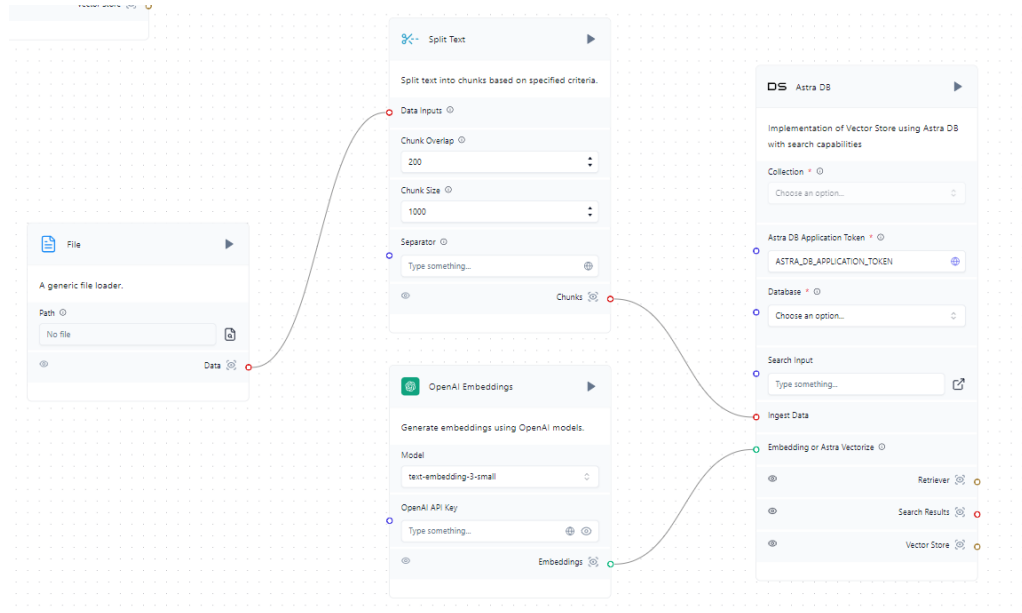 Vector Store
Split Text
Split text into chunks based on specified criteria.
Data Inputs
Chunk Overlap
200
Chunk Size
1000
Separator
Type something...
Chunks
File
A generic file loader.
Path
No file
Data
OpenAI Embeddings
Generate embeddings using OpenAI models.
Model
text-embedding-3-small
OpenAI API Key
Type something...
Embeddings
DS Astra DB
Implementation of Vector Store using Astra DB
with search capabilities
Collection *
Choose an option...
Astra DB Application Token *
ASTRA_DB_APPLICATION_TOKEN
Database *
Choose an option...
Search Input
Type something...
Ingest Data
Embedding or Astra Vectorize
Retriever
Search Results
Vector Store